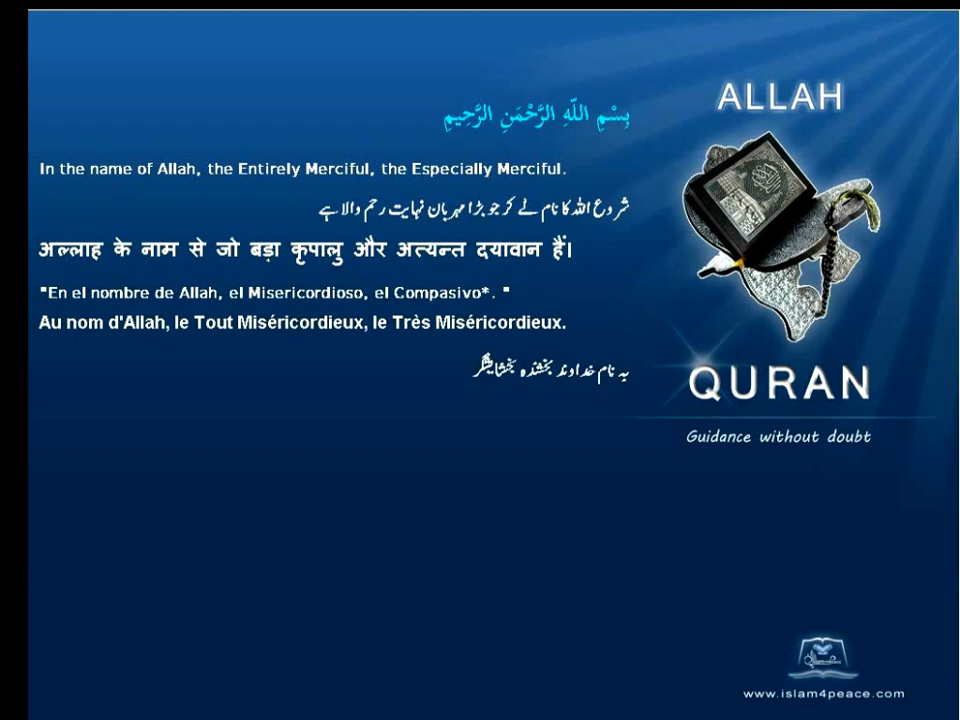 بِسْمِ اللَّهِ الرَّحْمَنِ الرَّحِيمِ
In the name of Allah, the Entirely Merciful, the Especially Merciful.
شروع الله کا نام لے کر جو بڑا مہربان نہایت رحم والا ہے
अल्लाह के नाम से जो बड़ा कृपालु और अत्यन्त दयावान हैं।
"En el nombre de Allah, el Misericordioso, el Compasivo*. "
Au nom d'Allah, le Tout Miséricordieux, le Très Miséricordieux.
به نام خداوند بخشنده بخشایشگر
ALLAH
QURAN
Guidance without doubt
www.islam4peace.com